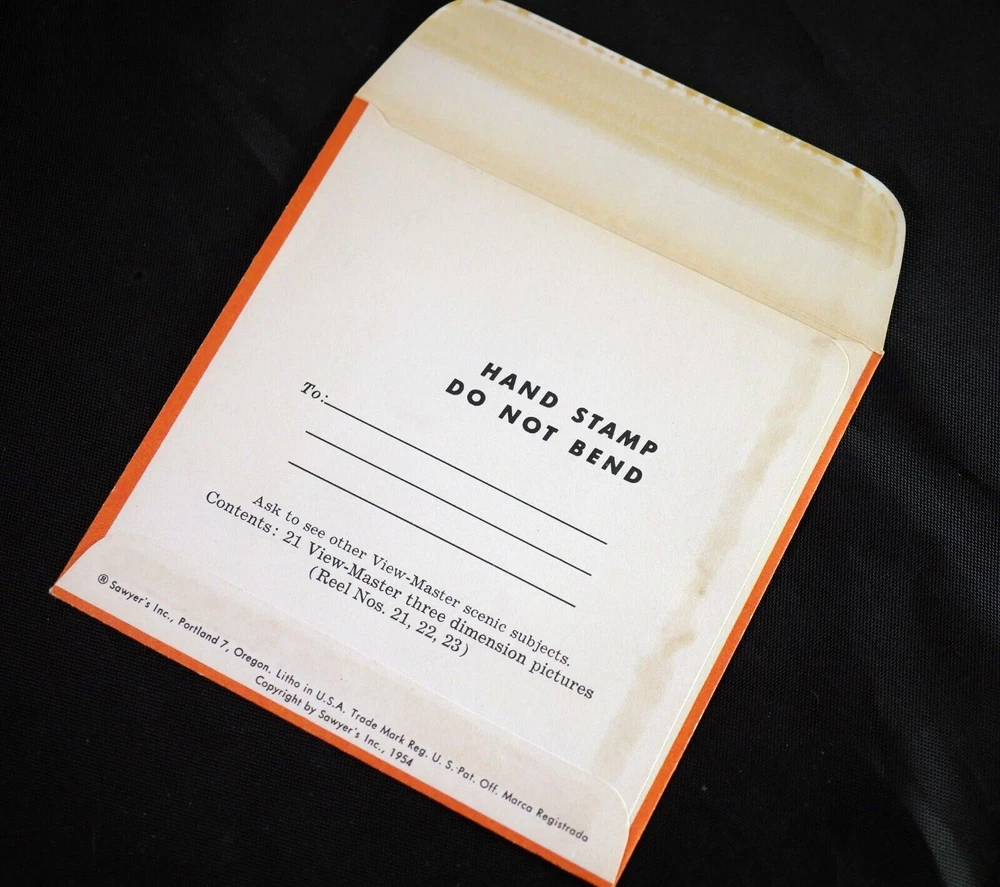 HAND STAMP
DO NOT BEND
To:
Ask to see other View-Master scenic subjects.
Contents: 21 View-Master three dimension pictures
(Reel Nos. 21, 22, 23)
® Sawyer's Inc., Portland 7, Oregon. Litho in U.S.A. Trade Mark Reg. U. S. Pat. Off. Marca Registrada
Copyright by Sawyer's Inc., 1954